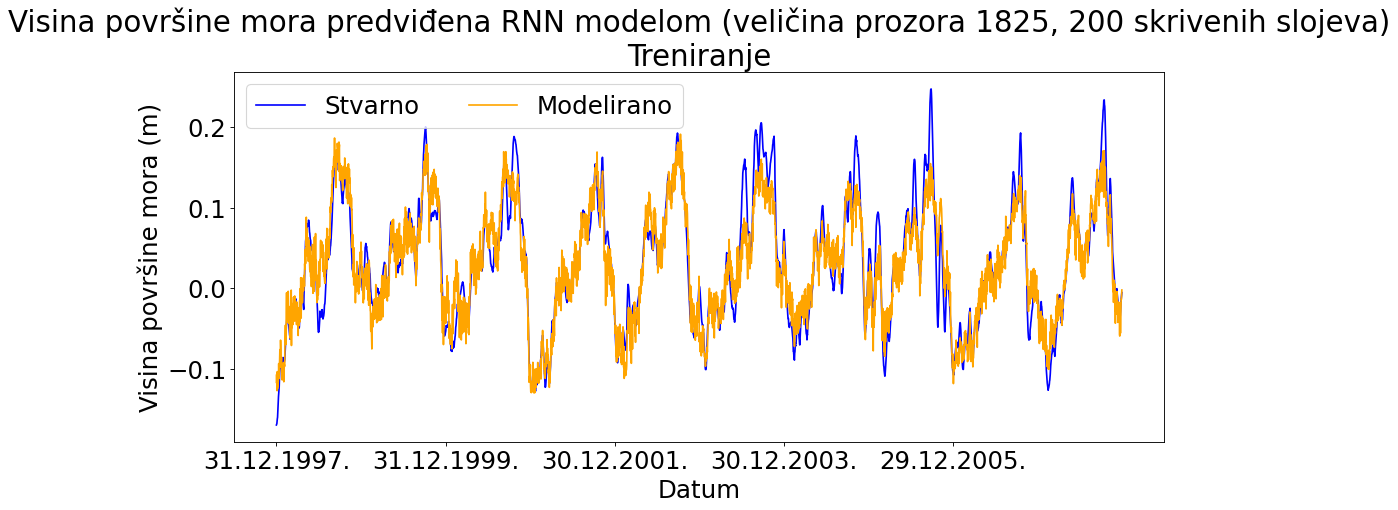 Visina površine mora predviđena RNN modelom (veličina prozora 1825, 200 skrivenih slojeva)
Treniranje
Stvarno
Modelirano
Visina površine mora (m)
0.2
0.1
0.0
−0.1
31.12.1997.
31.12.1999.
30.12.2001.
30.12.2003.
29.12.2005.
Datum